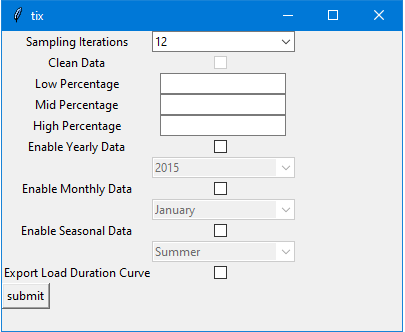 tix
Sampling Iterations 12
Clean Data
Low Percentage
Mid Percentage
High Percentage
Enable Yearly Data
2015
Enable Monthly Data
January
Enable Seasonal Data
Summer
Export Load Duration Curve
submit